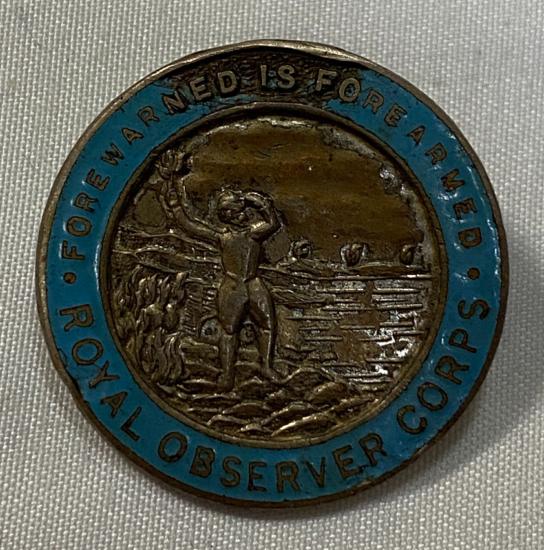 · FOREWARNED IS FOREARMED ·
ROYAL OBSERVER CORPS